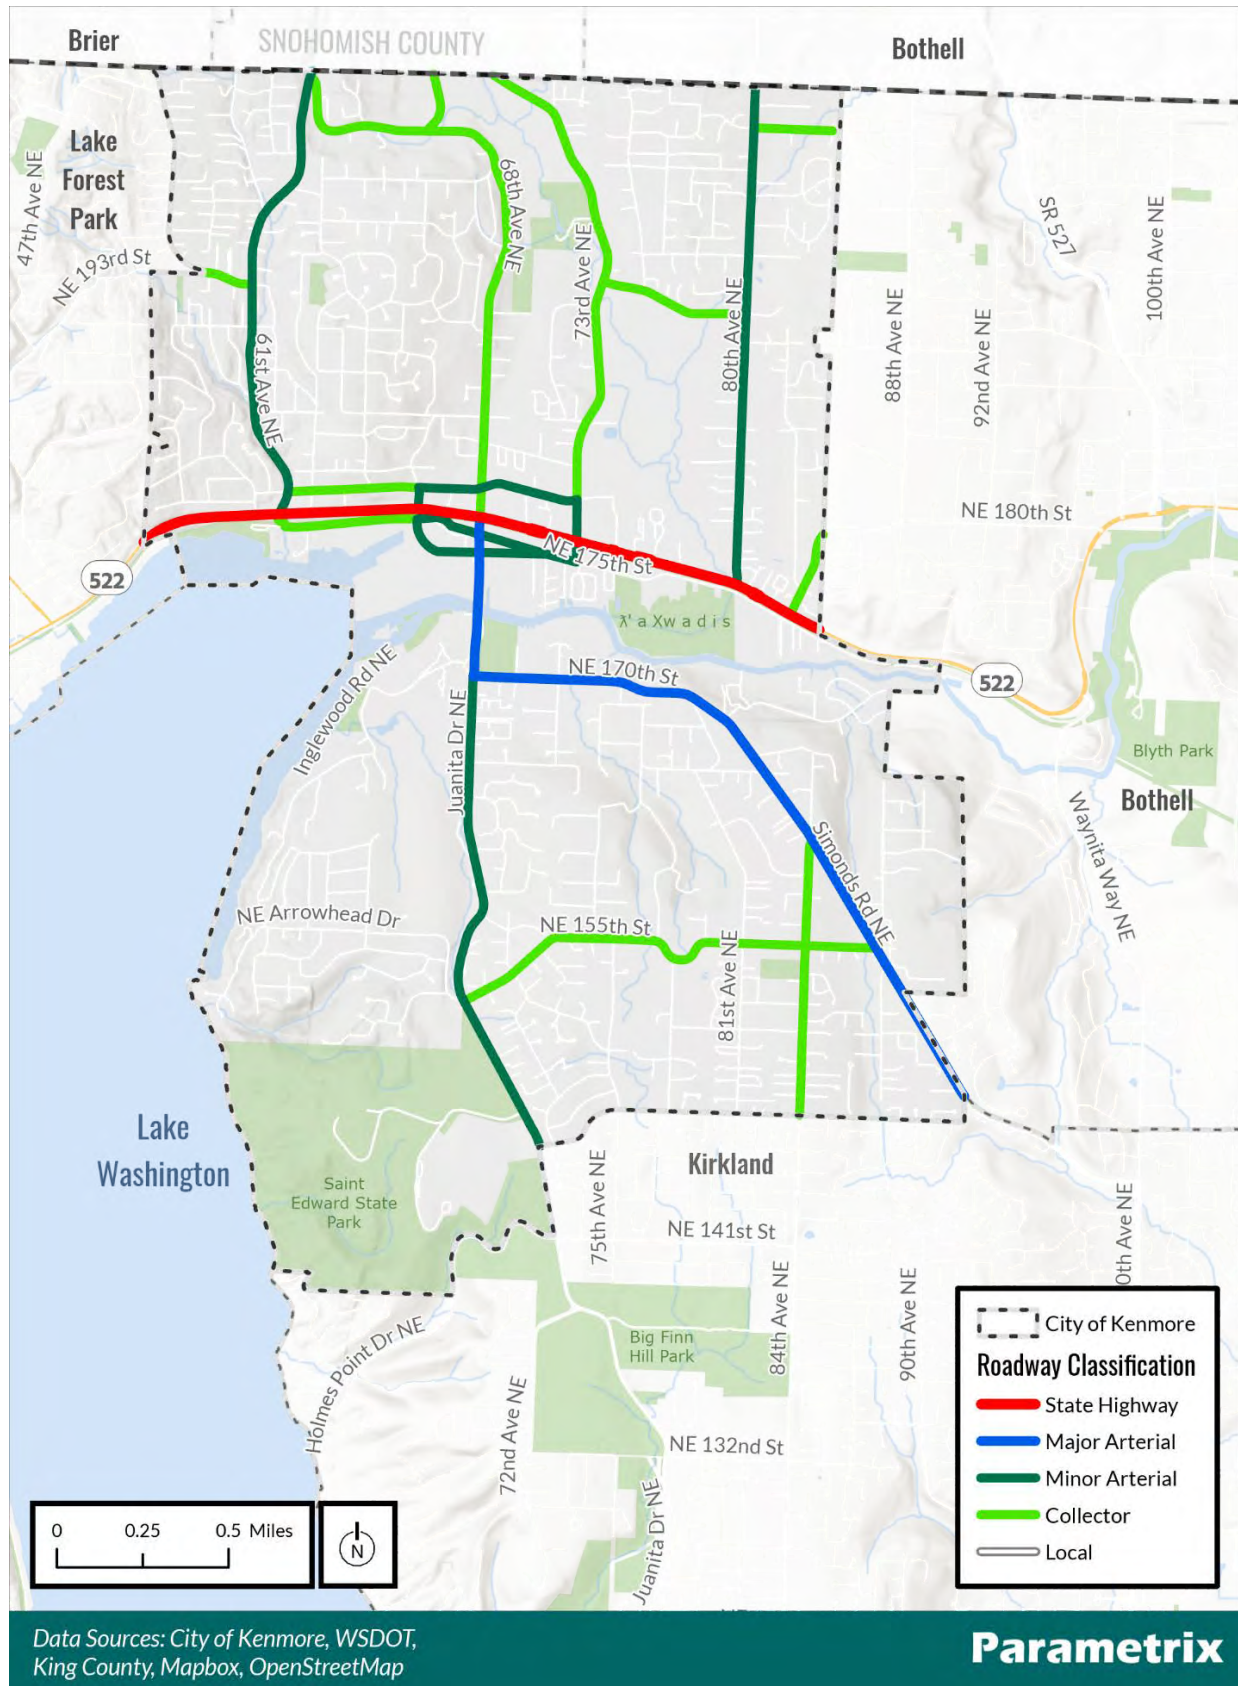 Brier
SNOHOMISH COUNTY
Bothell
Lake
Forest
Park
47th Ave NE
NE 193rd St
68th Ave NE
73rd Ave NE
61st Ave NE
80th Ave NE
88th Ave NE
92nd Ave NE
SR 527
100th Ave NE
NE 180th St
NE 175th St
522
ƛ' a Xw a d i s
522
NE 170th St
Inglewood Rd NE
Juanita Dr NE
Blyth Park
Bothell
Waynita Way NE
Simonds Rd NE
NE Arrowhead Dr
NE 155th St
81st Ave NE
Lake
Washington
Saint
Edward State
Park
Kirkland
75th Ave NE
NE 141st St
84th Ave NE
90th Ave NE
0th Ave NE
Holmes Point Dr NE
Big Finn
Hill Park
72nd Ave NE
NE 132nd St
Juanita Dr NE
City of Kenmore
Roadway Classification
State Highway
Major Arterial
Minor Arterial
Collector
Local
0 0.25 0.5 Miles
N
Data Sources: City of Kenmore, WSDOT,
King County, Mapbox, OpenStreetMap
Parametrix